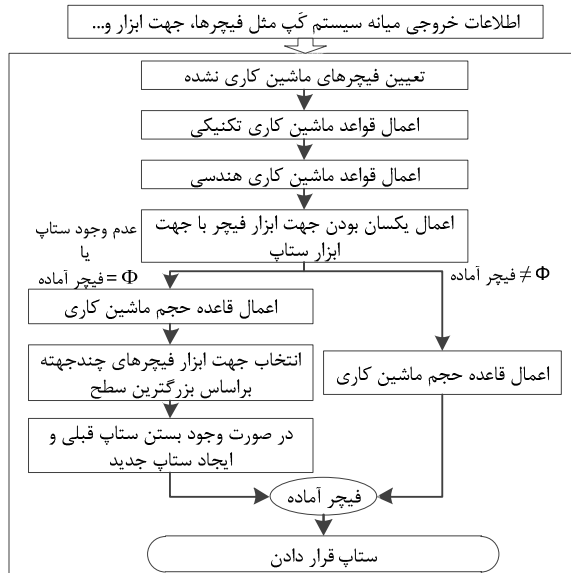 اطلاعات خروجی میانه سیستم کَپ مثل فیچرها، جهت ابزار و...
تعیین فیچرهای ماشین کاری نشده
اعمال قواعد ماشین کاری تکنیکی
اعمال قواعد ماشین کاری هندسی
اعمال یکسان بودن جهت ابزار فیچر با جهت
ابزار ستاپ
عدم وجود ستاپ
یا
Φ = فیچر آماده
Φ ≠ فیچر آماده
اعمال قاعده حجم ماشین کاری
انتخاب جهت ابزار فیچرهای چندجهته
براساس بزرگترین سطح
اعمال قاعده حجم ماشین کاری
در صورت وجود بستن ستاپ قبلی و
ایجاد ستاپ جدید
فیچر آماده
ستاپ قرار دادن